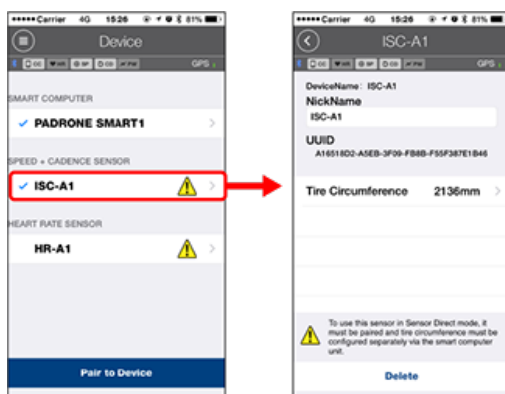 Carrier 4G 15:26 81%
Device
GPS
SMART COMPUTER
PADRONE SMART1
SPEED + CADENCE SENSOR
ISC-A1
HEART RATE SENSOR
HR-A1
Pair to Device
Carrier 4G 15:26 81%
ISC-A1
GPS
DeviceName: ISC-A1
NickName
ISC-A1
UUID
A16518D2-A5EB-3F09-FB8B-F55F387E1B46
Tire Circumference 2136mm
To use this sensor in Sensor Direct mode, it
must be paired and tire circumference must be
configured separately via the smart computer
unit.
Delete